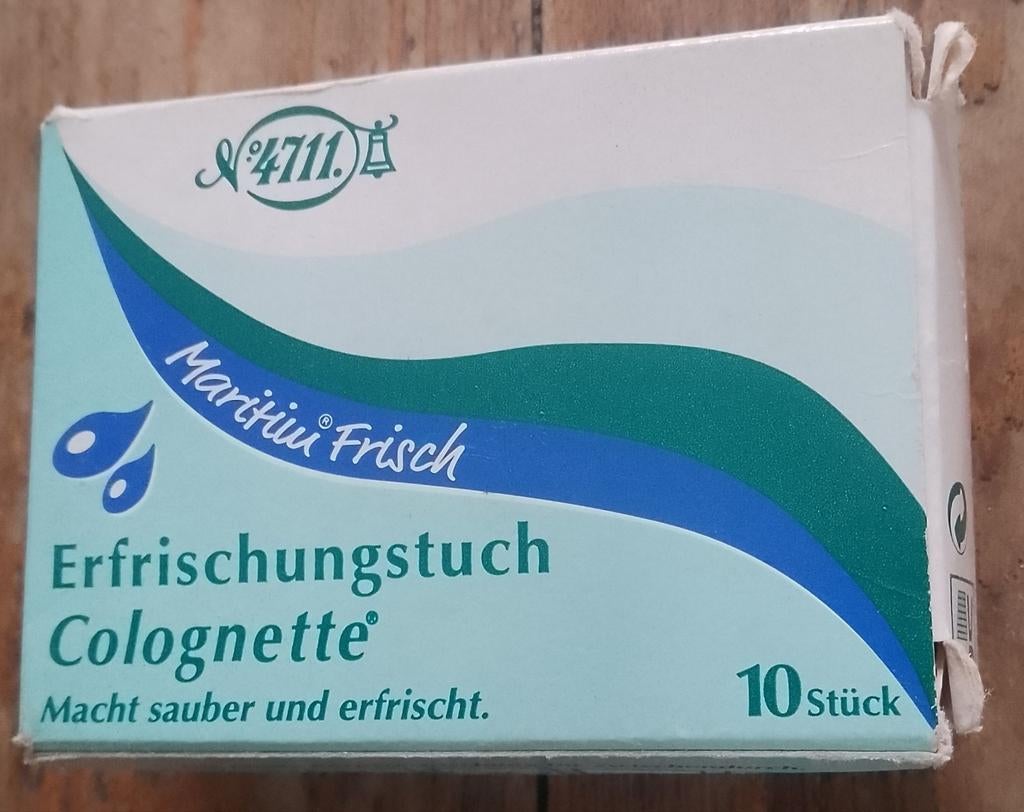 №4711.
Maritim® Frisch
Erfrischungstuch
Colognette®
Macht sauber und erfrischt.
10 Stück